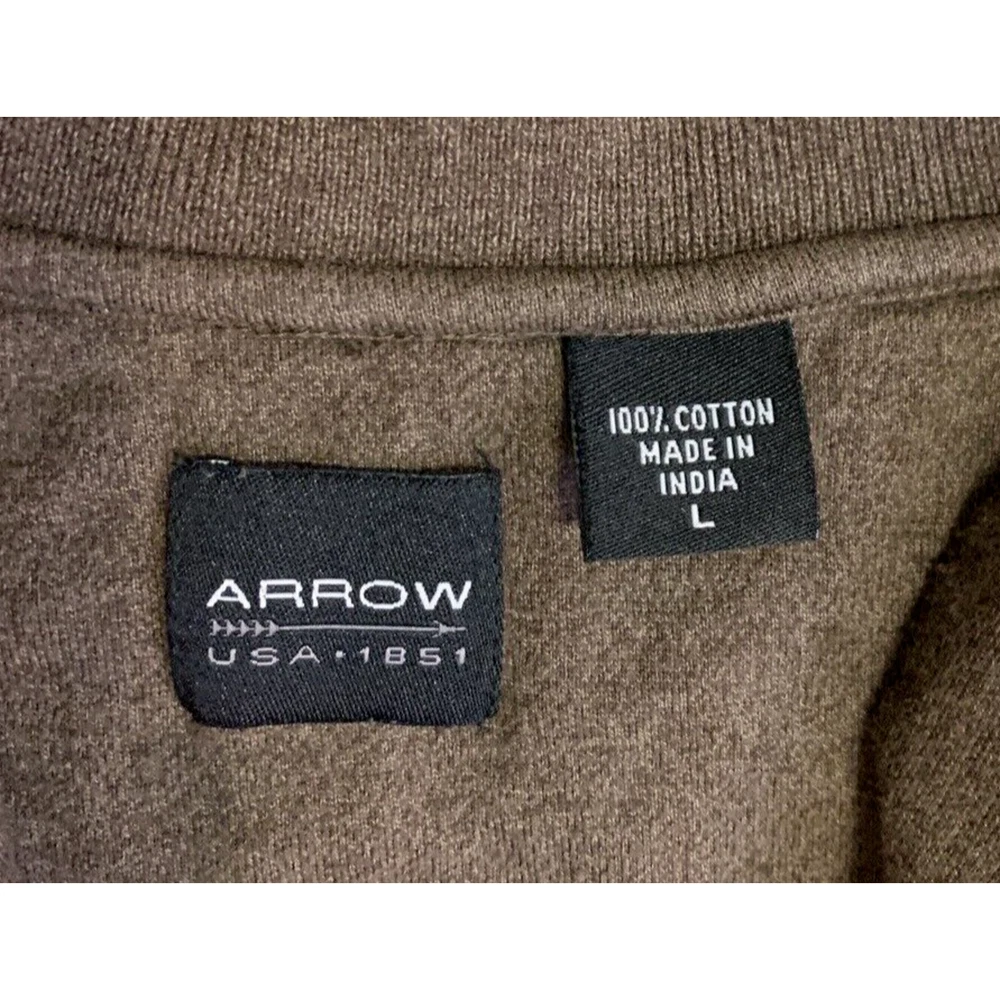 ARROW
USA • 1851
100% COTTON
MADE IN
INDIA
L